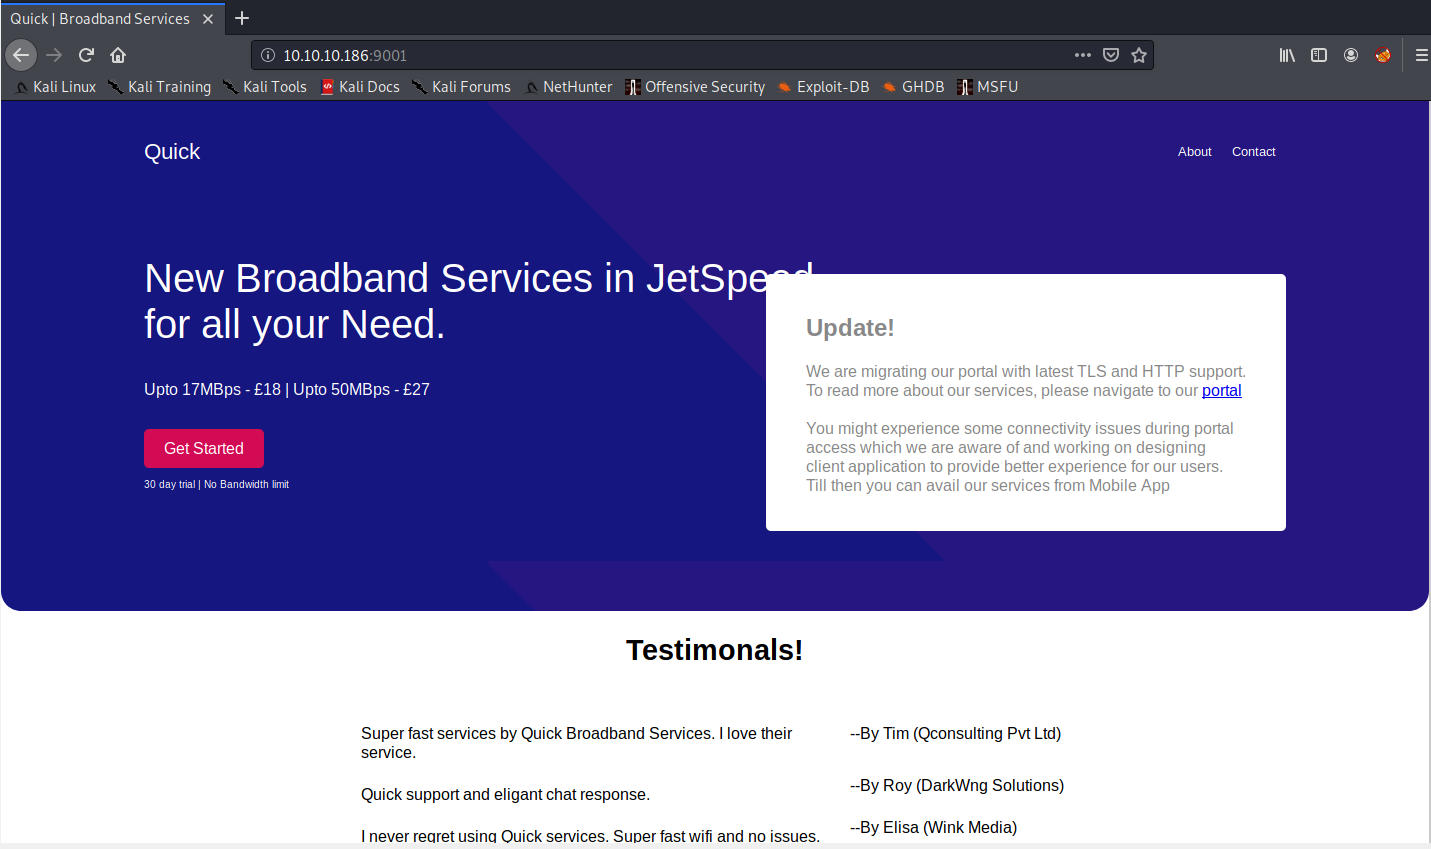 Quick | Broadband Services
10.10.10.186:9001
Kali Linux Kali Training Kali Tools Kali Docs Kali Forums NetHunter Offensive Security Exploit-DB GHDB MSFU
Quick
About Contact
New Broadband Services in JetSpeed
for all your Need.
Upto 17MBps - £18 | Upto 50MBps - £27
Get Started
30 day trial | No Bandwidth limit
Update!
We are migrating our portal with latest TLS and HTTP support.
To read more about our services, please navigate to our portal
You might experience some connectivity issues during portal
access which we are aware of and working on designing
client application to provide better experience for our users.
Till then you can avail our services from Mobile App
Testimonals!
Super fast services by Quick Broadband Services. I love their
service.
--By Tim (Qconsulting Pvt Ltd)
Quick support and eligant chat response.
--By Roy (DarkWng Solutions)
I never regret using Quick services. Super fast wifi and no issues.
--By Elisa (Wink Media)